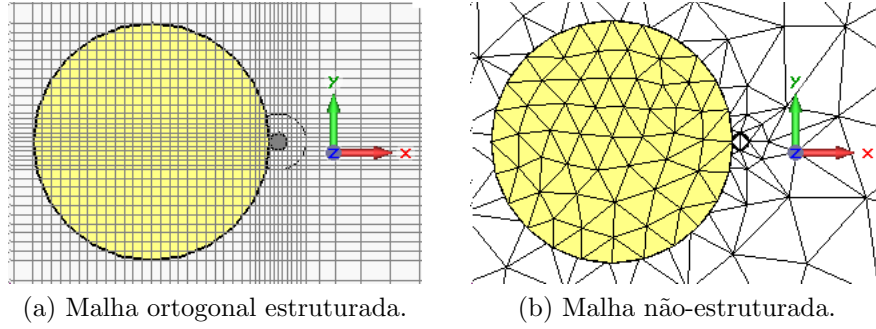 Y
Z
X
Y
Z
X
(a) Malha ortogonal estruturada.
(b) Malha não-estruturada.